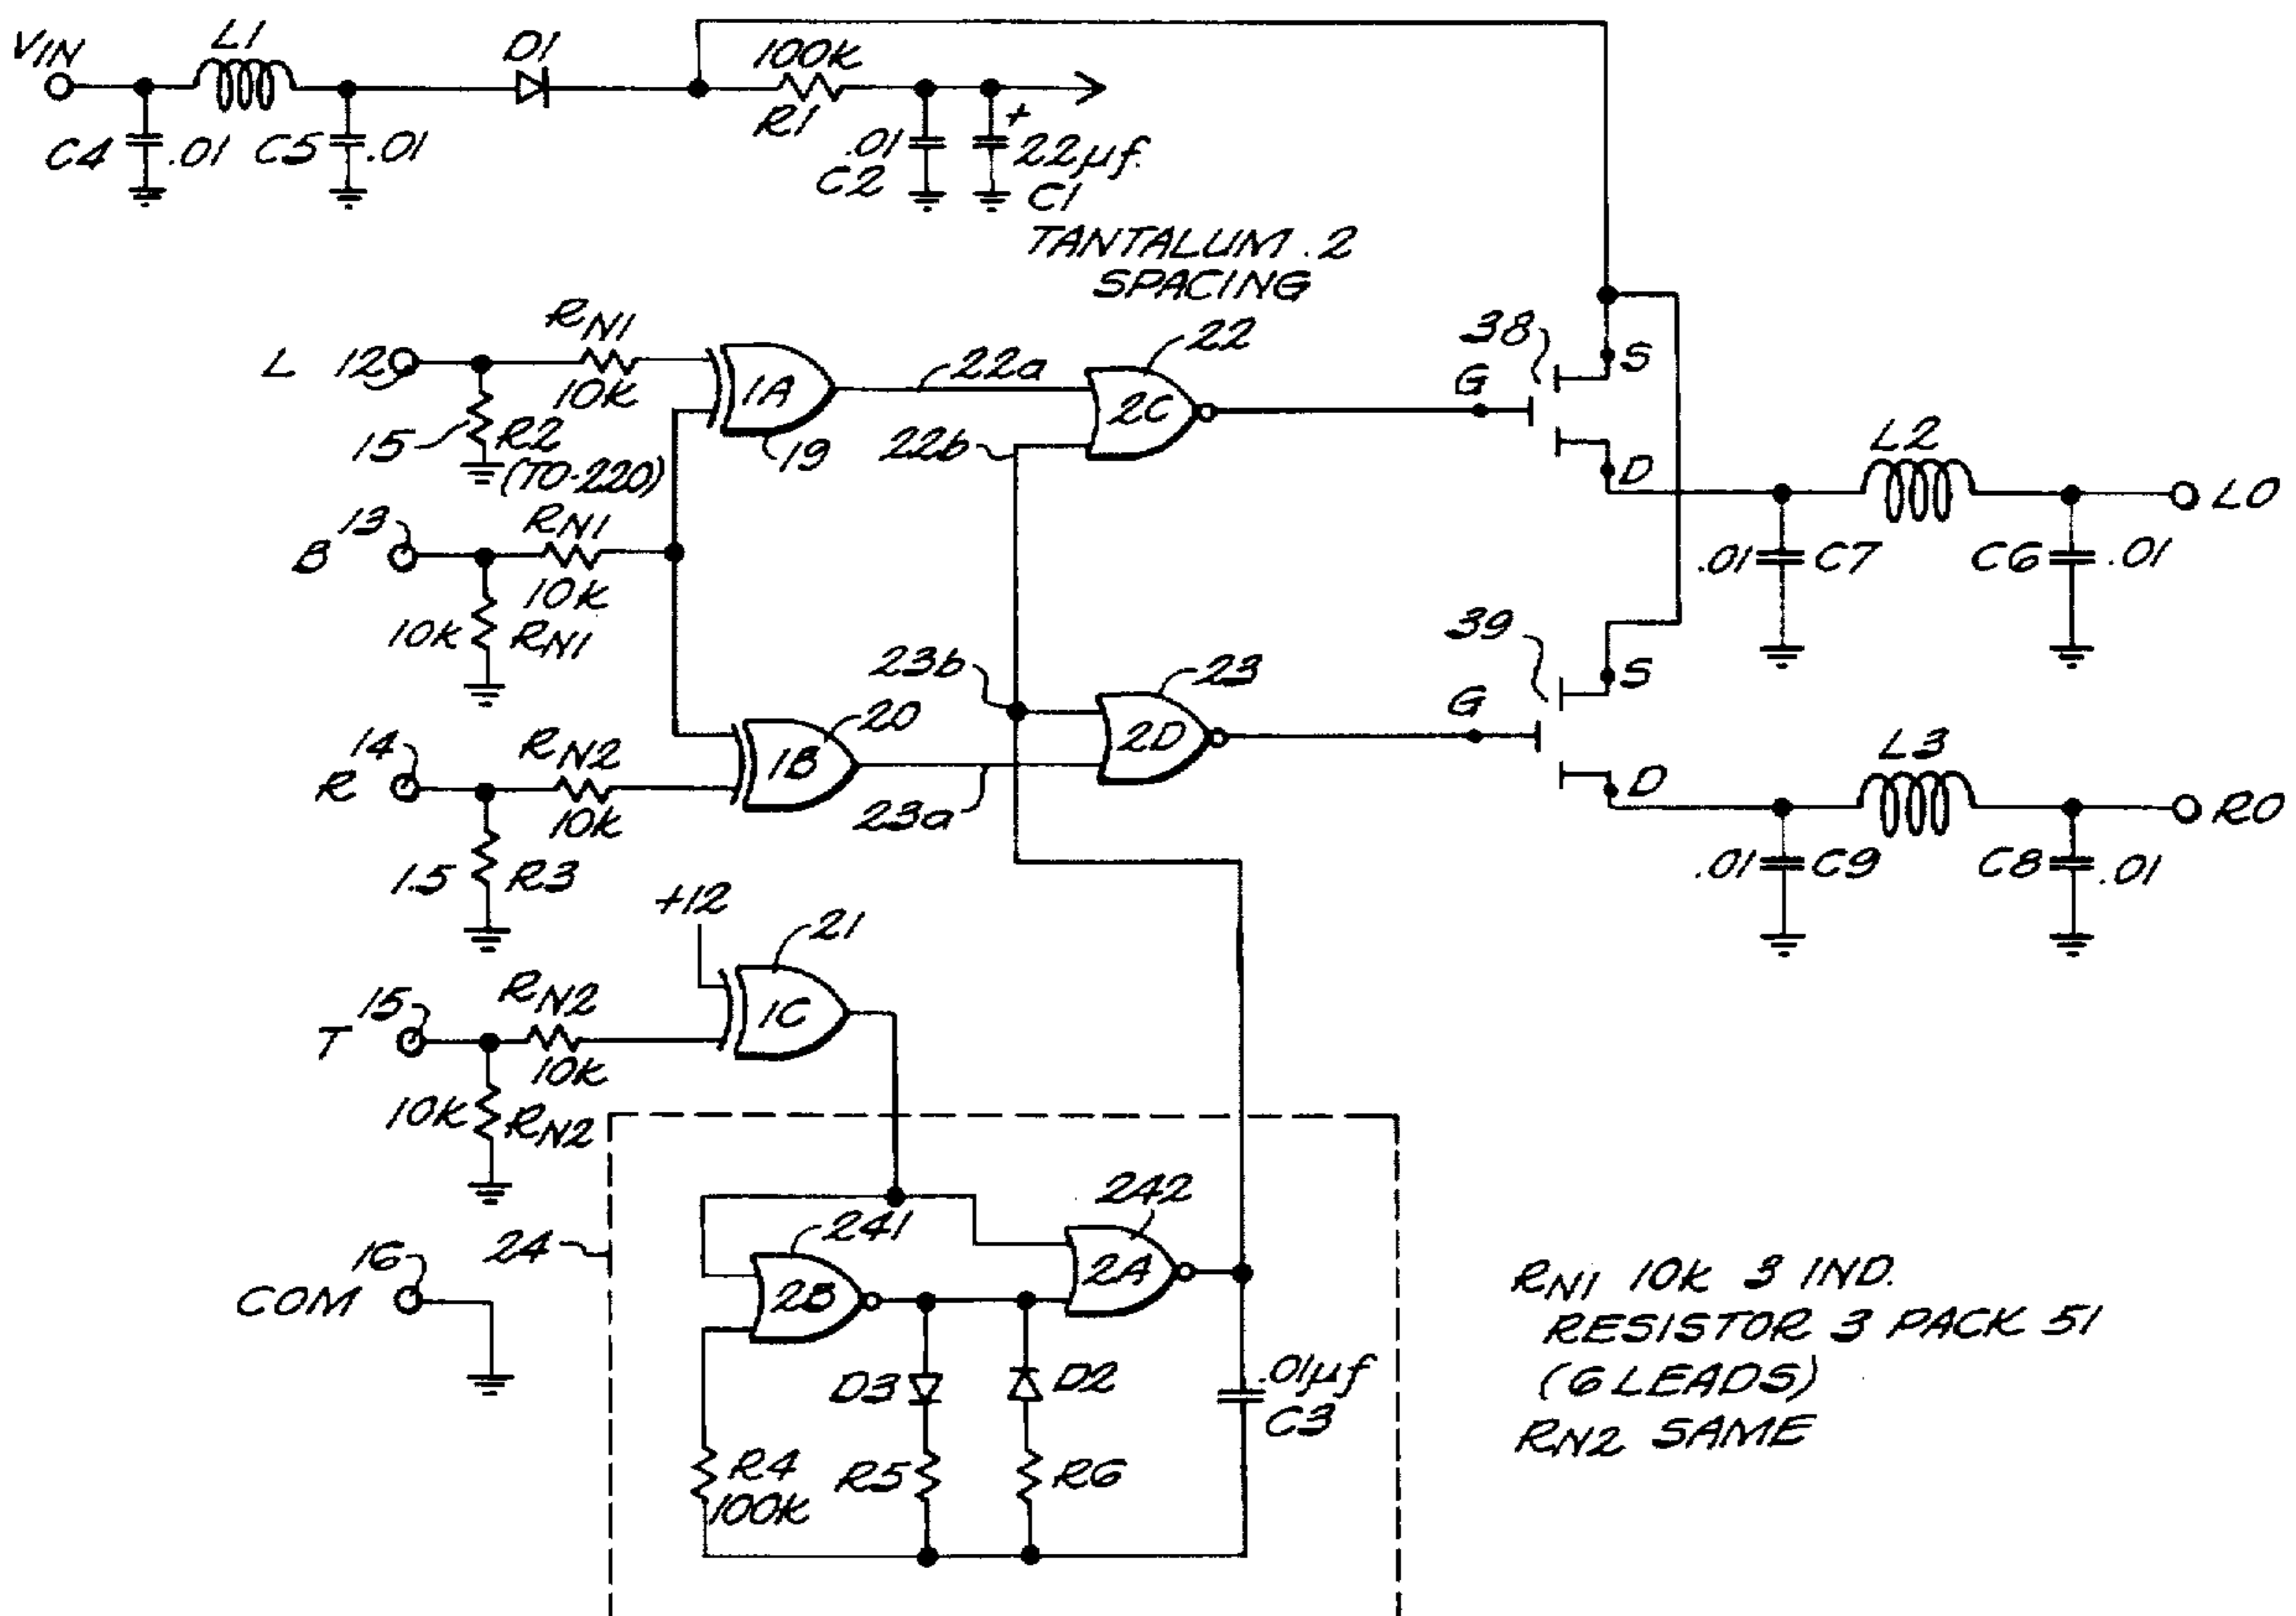 VIN
L1
D1
100K
R1
C4
.01
C5
.01
.01
C2
+
22µf.
C1
TANTALUM .2
SPACING
L
12
RN1
10K
15
R2
(TO-220)
1A
19
22a
22b
22
2C
38
G
S
D
L2
LO
.01
C7
C6
.01
B
13
RN1
10K
10K
RN1
R
14
RN2
10K
1.5
R3
1B
20
23a
23b
23
2D
39
G
S
D
L3
RO
.01
C9
C8
.01
+12
T
15
RN2
10K
10K
RN2
1C
21
COM
16
24
241
2B
242
2A
D3
D2
.01µf
C3
R4
100K
R5
R6
RN1 10K 3 IND.
RESISTOR 3 PACK 51
(6 LEADS)
RN2 SAME